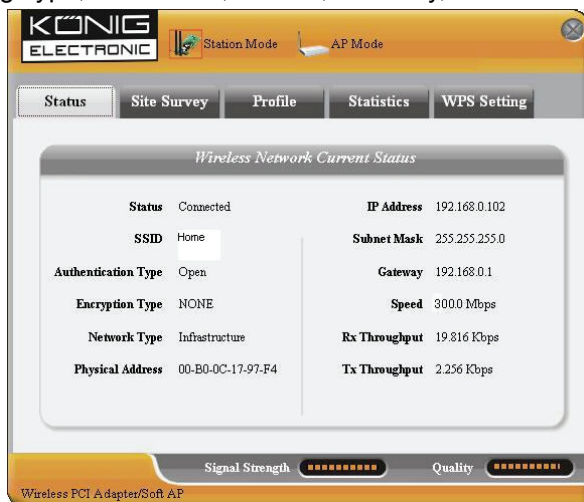 KÖNIG
ELECTRONIC
Station Mode
AP Mode
Status
Site Survey
Profile
Statistics
WPS Setting
Wireless Network Current Status
Status Connected
SSID Home
Authentication Type Open
Encryption Type NONE
Network Type Infrastructure
Physical Address 00-B0-0C-17-97-F4
IP Address 192.168.0.102
Subnet Mask 255.255.255.0
Gateway 192.168.0.1
Speed 300.0 Mbps
Rx Throughput 19.816 Kbps
Tx Throughput 2.256 Kbps
Signal Strength
Quality
Wireless PCI Adapter/Soft AP